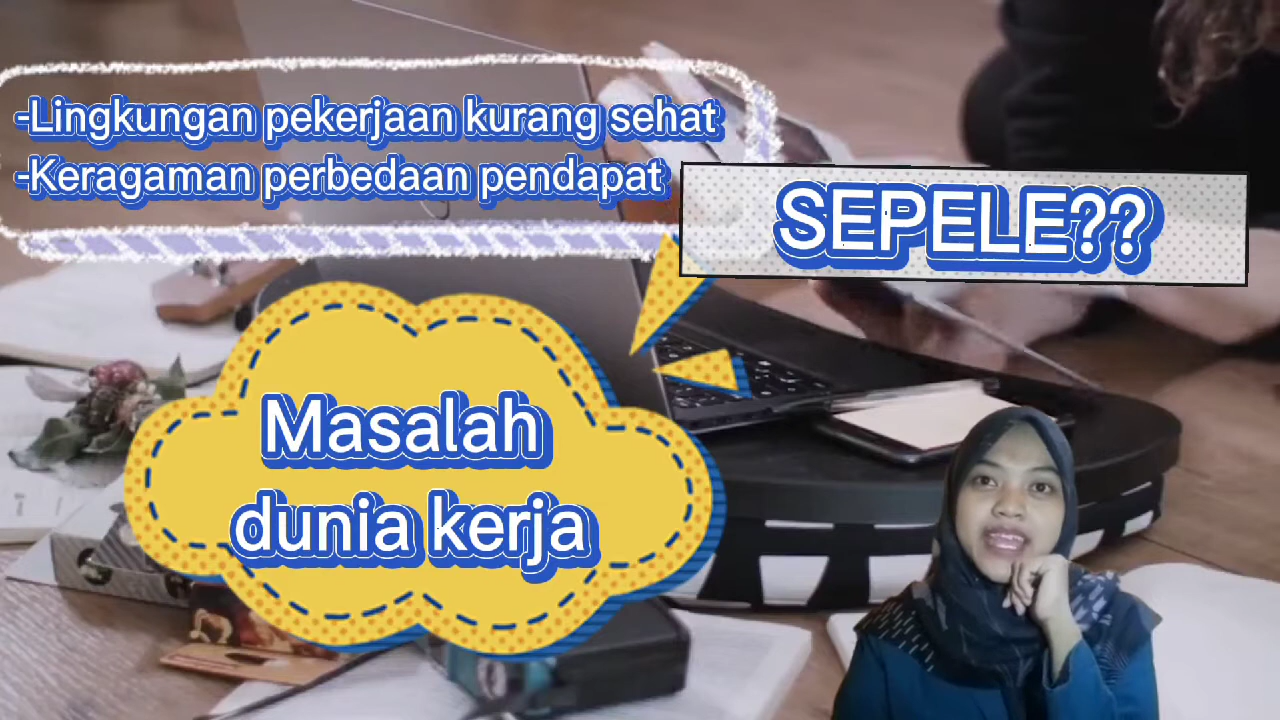 -Lingkungan pekerjaan kurang sehat
-Keragaman perbedaan pendapat
SEPELE??
Masalah
dunia kerja